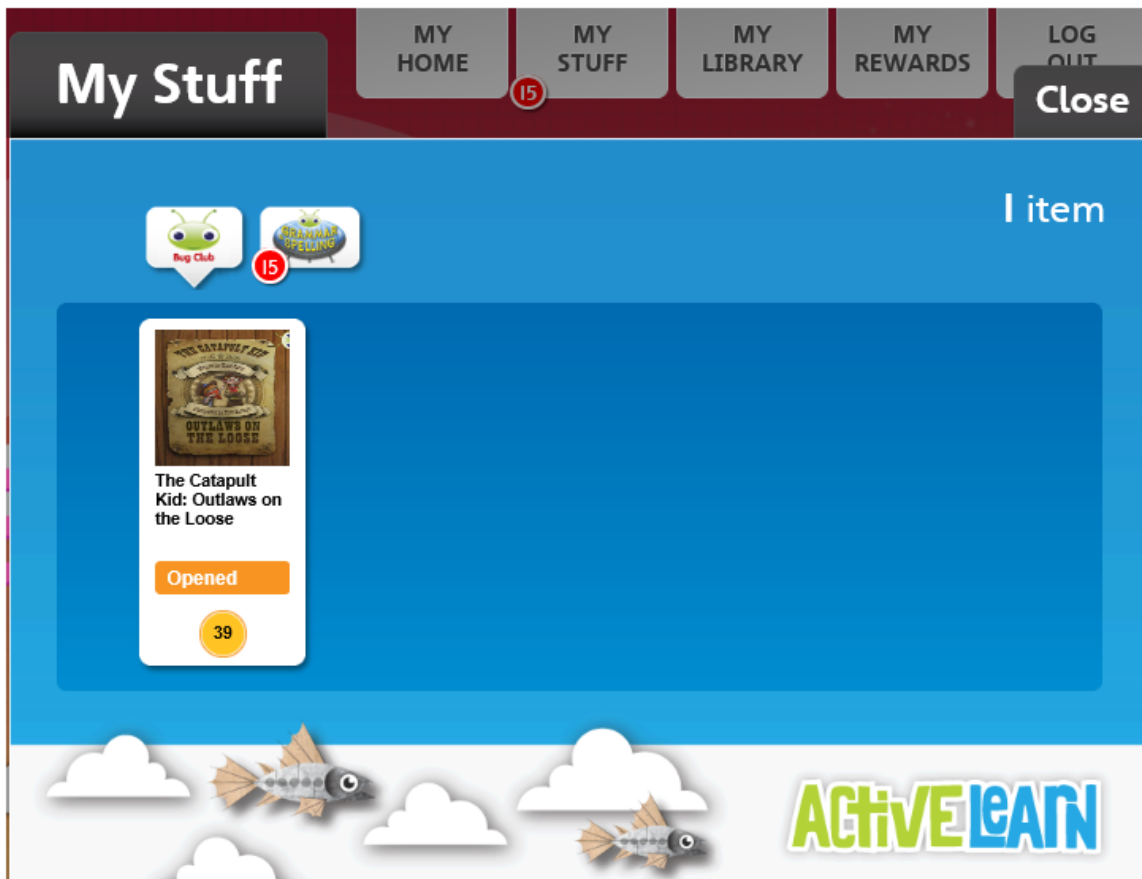 My Stuff
MY HOME
MY STUFF
15
MY LIBRARY
MY REWARDS
LOG OUT
Close
1 item
Bug Club
GRAMMAR
SPELLING
15
THE CATAPULT KID
OUTLAWS ON
THE LOOSE
The Catapult
Kid: Outlaws on
the Loose
Opened
39
ACTIVE LEARN